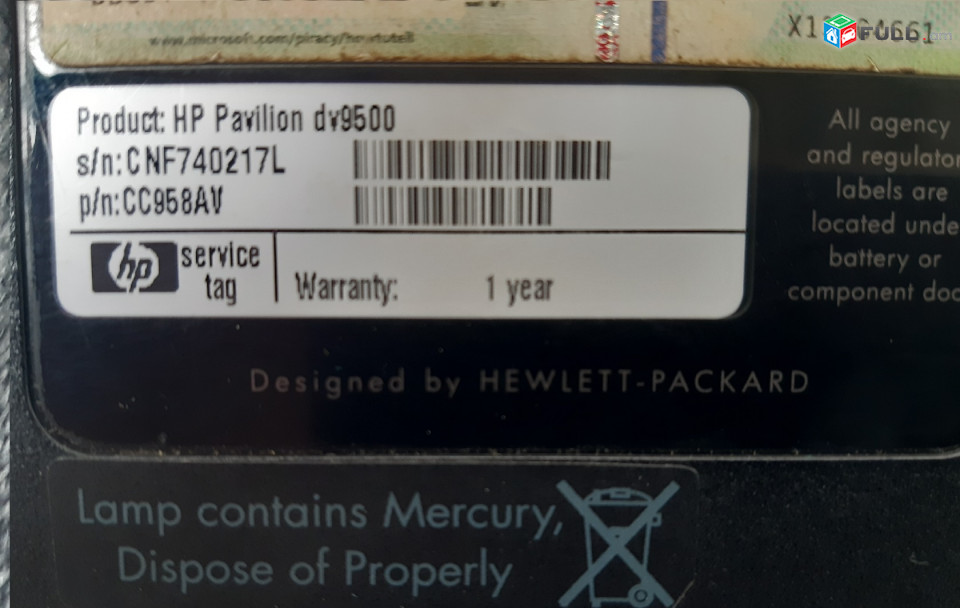 www.microsoft.com/piracy/howtotell
FULL.am
Product: HP Pavilion dv9500
s/n:CNF740217L
p/n:CC958AV
hp service
tag
Warranty: 1 year
All agency
and regulator
labels are
located unde
battery or
component doo
Designed by HEWLETT-PACKARD
Lamp contains Mercury,
Dispose of Properly